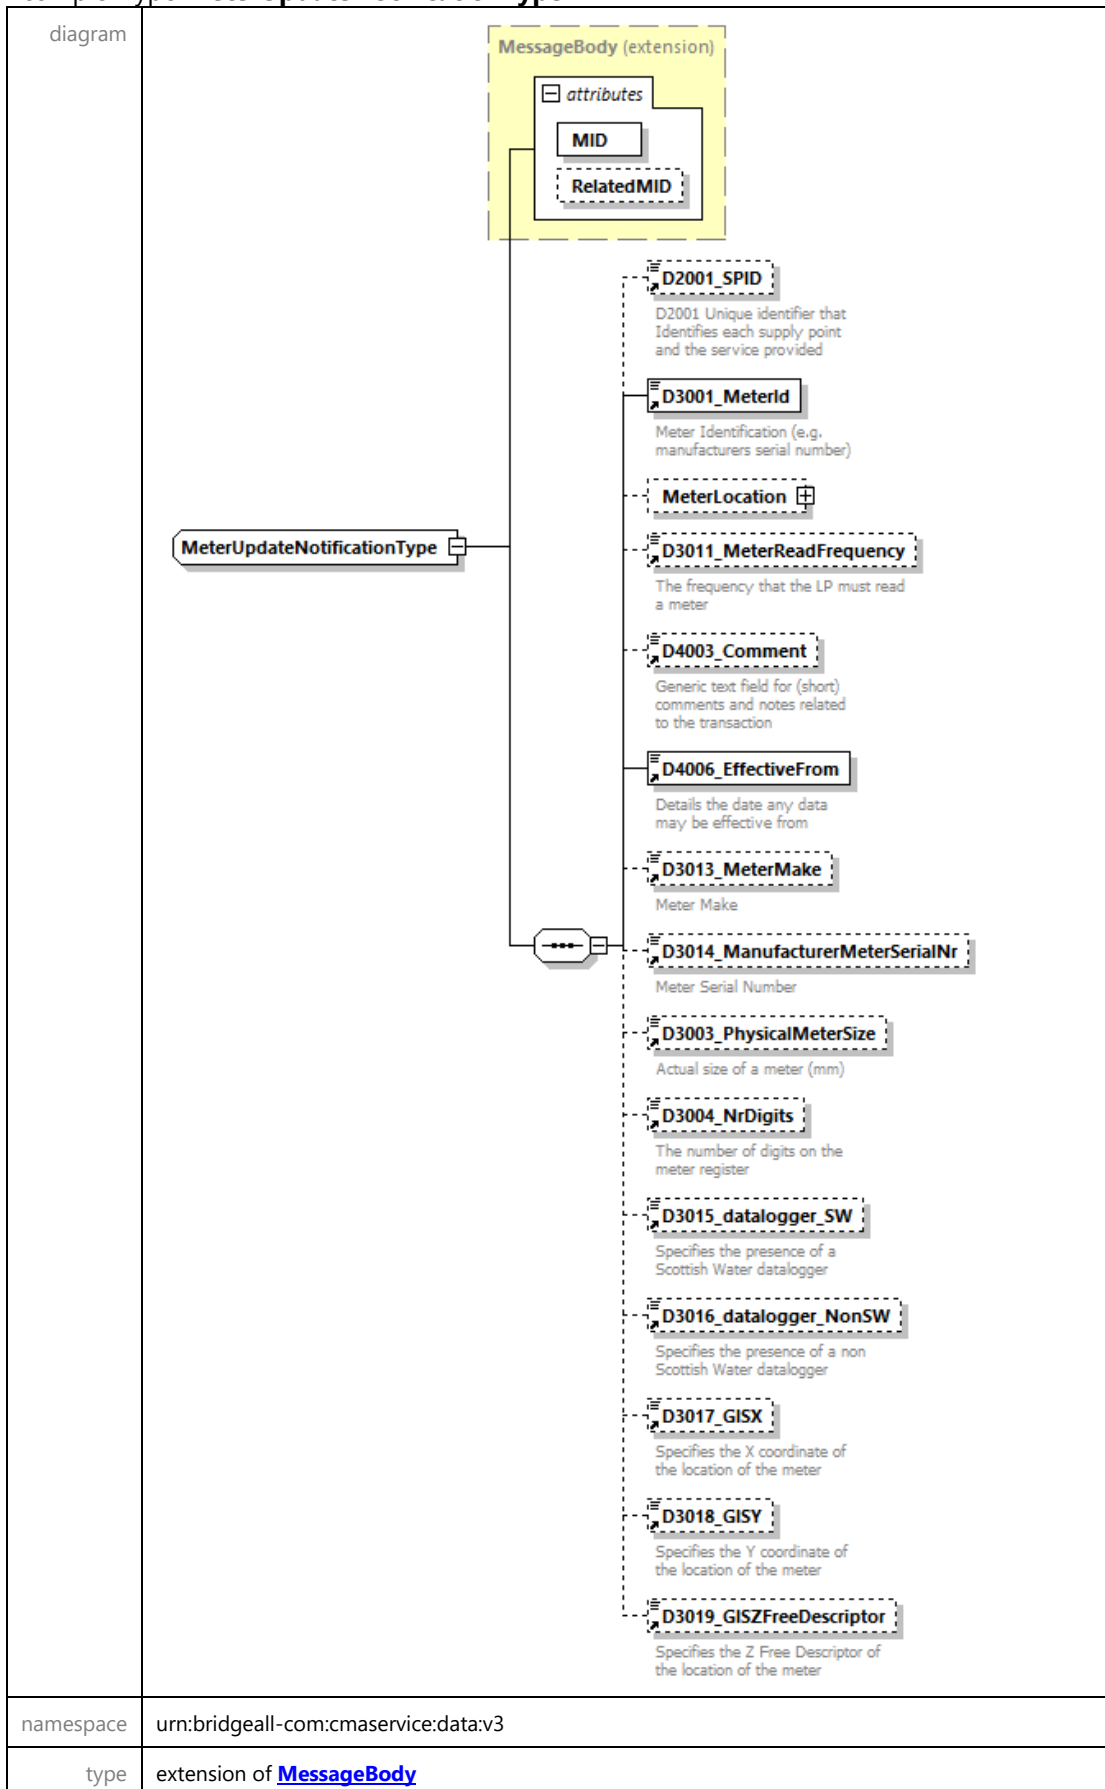 diagram
MessageBody (extension)
attributes
MID
RelatedMID
D2001_SPID
D2001 Unique identifier that
Identifies each supply point
and the service provided
D3001_MeterId
Meter Identification (e.g.
manufacturers serial number)
MeterLocation
MeterUpdateNotificationType
D3011_MeterReadFrequency
The frequency that the LP must read
a meter
D4003_Comment
Generic text field for (short)
comments and notes related
to the transaction
D4006_EffectiveFrom
Details the date any data
may be effective from
D3013_MeterMake
Meter Make
D3014_ManufacturerMeterSerialNr
Meter Serial Number
D3003_PhysicalMeterSize
Actual size of a meter (mm)
D3004_NrDigits
The number of digits on the
meter register
D3015_datalogger_SW
Specifies the presence of a
Scottish Water datalogger
D3016_datalogger_NonSW
Specifies the presence of a non
Scottish Water datalogger
D3017_GISX
Specifies the X coordinate of
the location of the meter
D3018_GISY
Specifies the Y coordinate of
the location of the meter
D3019_GISZFreeDescriptor
Specifies the Z Free Descriptor of
the location of the meter
namespace urn:bridgeall-com:cmaservice:data:v3
type extension of MessageBody